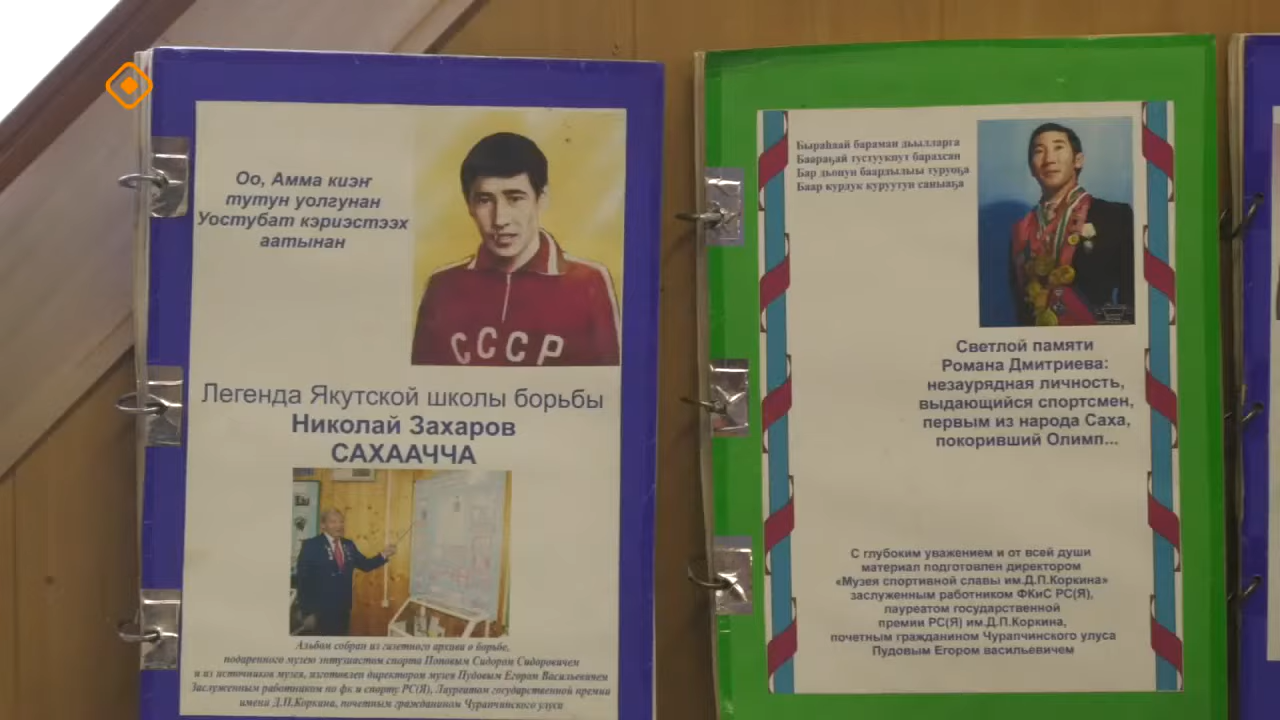 Оо, Амма киэҥ
тутун уолгунан
Уостубат кэриэстээх
аатынан
СССР
Легенда Якутской школы борьбы
Николай Захаров
САХААЧЧА
Альбом собран из газетного архива о борьбе,
подаренного музею энтузиастом спорта Поповым Сидором Сидоровичем
и из источников музея, изготовлен директором музея Пудовым Егором Васильевичем
Заслуженным работником по фк и спорту РС(Я), Лауреатом государственной премии
имени Д.П.Коркина, почетным гражданином Чурапчинского улуса
Быраһаай бараман дьылларга
Баараҕай тустуукпут барахсан
Бар дьонун баардылыы туруоҕа
Баар курдук куруутун саныаҕа
Светлой памяти
Романа Дмитриева:
незаурядная личность,
выдающийся спортсмен,
первым из народа Саха,
покоривший Олимп...
С глубоким уважением и от всей души
материал подготовлен директором
«Музея спортивной славы им.Д.П.Коркина»
заслуженным работником ФКиС РС(Я),
лауреатом государственной
премии РС(Я) им.Д.П.Коркина,
почетным гражданином Чурапчинского улуса
Пудовым Егором васильевичем